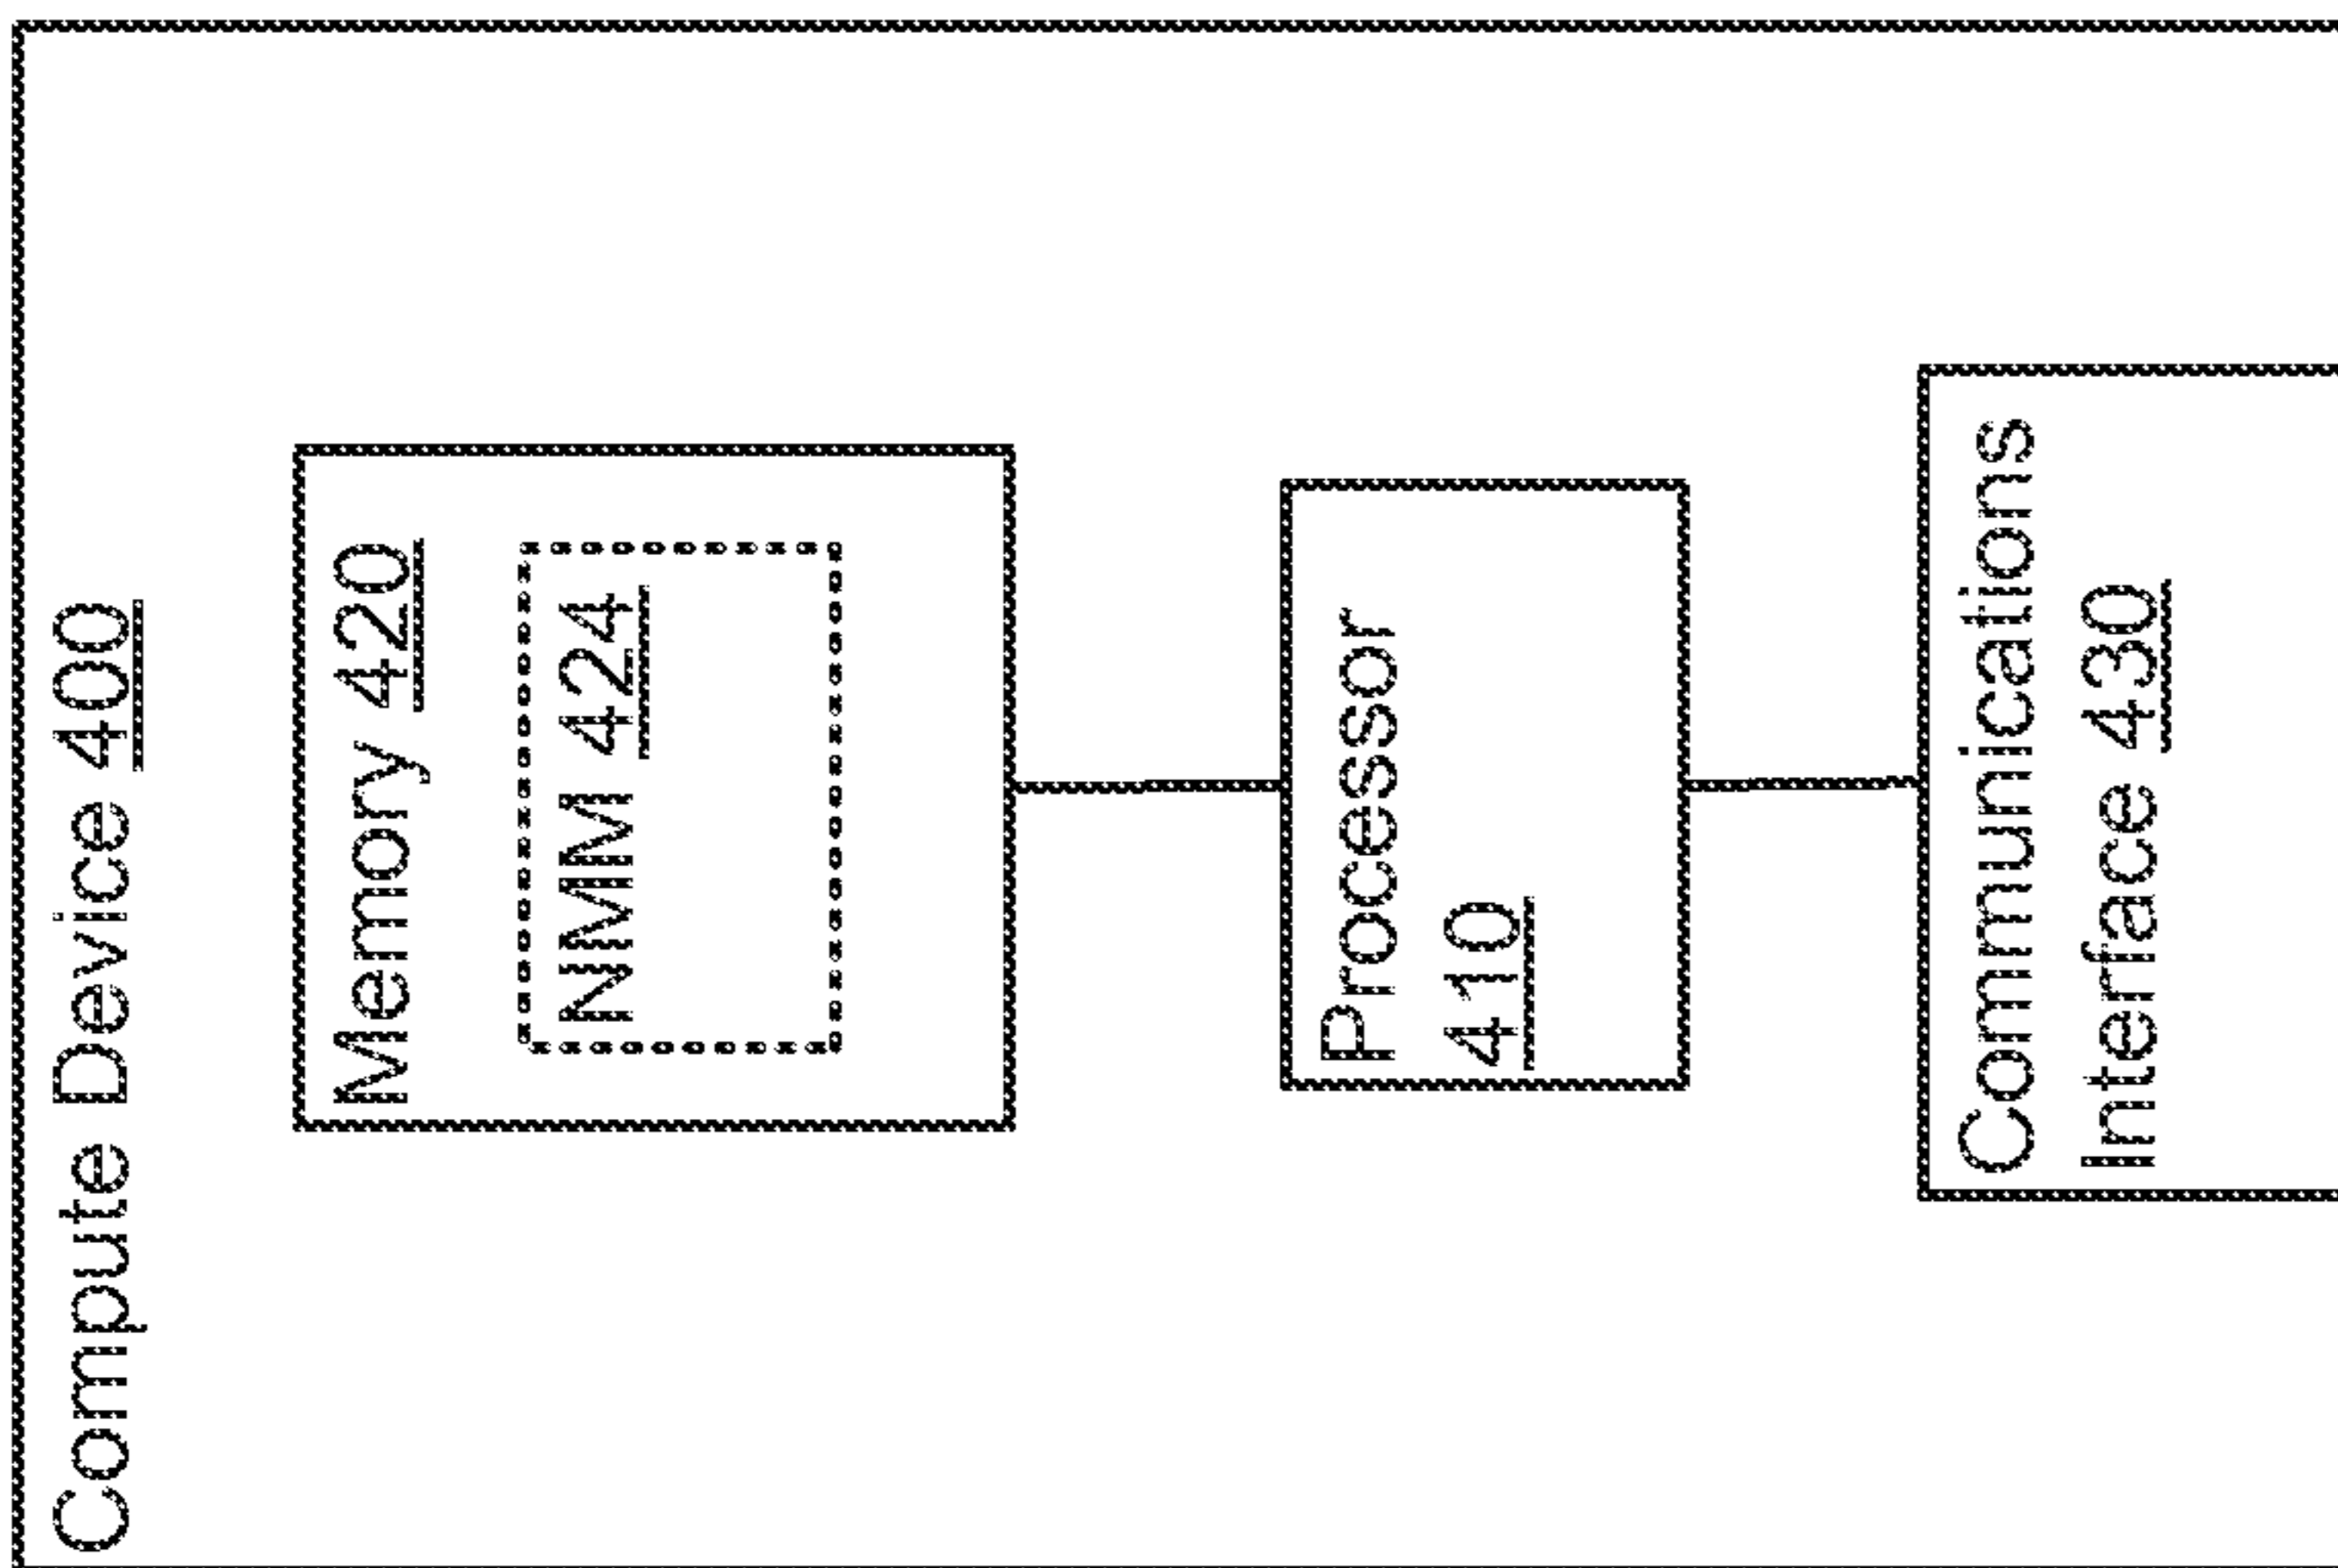 Compute Device 400
Memory 420
NMM 424
Processor
410
Communications
Interface 430